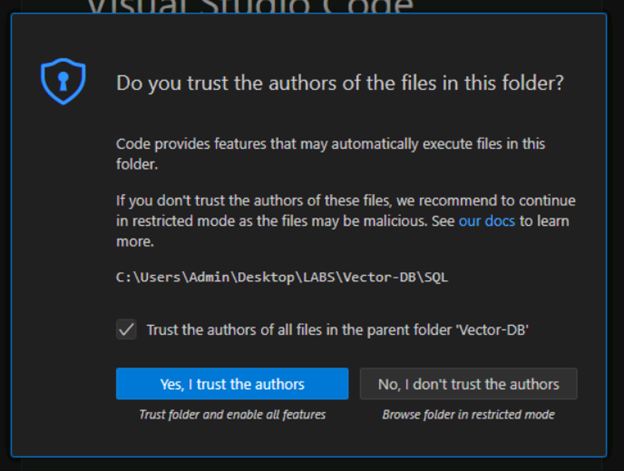 Visual Studio Code
Do you trust the authors of the files in this folder?
Code provides features that may automatically execute files in this
folder.
If you don't trust the authors of these files, we recommend to continue
in restricted mode as the files may be malicious. See our docs to learn
more.
C:\Users\Admin\Desktop\LABS\Vector-DB\SQL
Trust the authors of all files in the parent folder 'Vector-DB'
Yes, I trust the authors
No, I don't trust the authors
Trust folder and enable all features
Browse folder in restricted mode